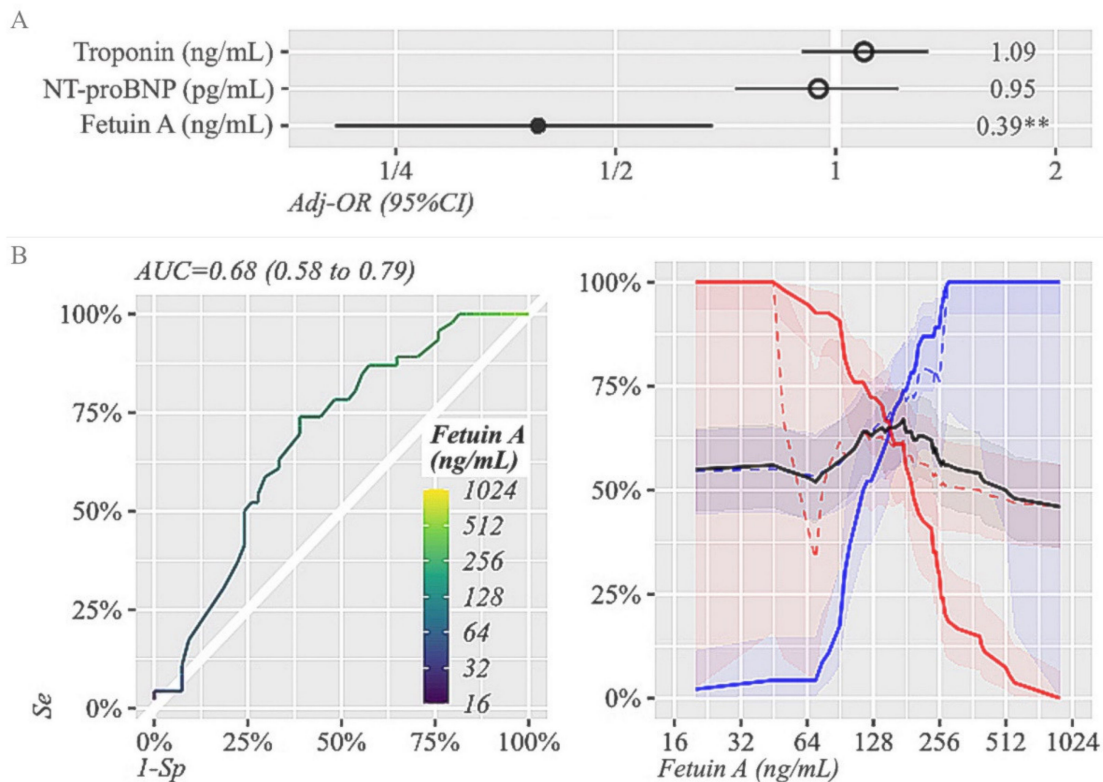 A
Troponin (ng/mL)
1.09
NT-proBNP (pg/mL)
0.95
Fetuin A (ng/mL)
0.39**
1/4 1/2 1 2
Adj-OR (95%CI)
B
AUC=0.68 (0.58 to 0.79)
100%
75%
50%
25%
0%
Se
0% 25% 50% 75% 100%
1-Sp
Fetuin A
(ng/mL)
1024
512
256
128
64
32
16
100%
75%
50%
25%
0%
16 32 64 128 256 512 1024
Fetuin A (ng/mL)